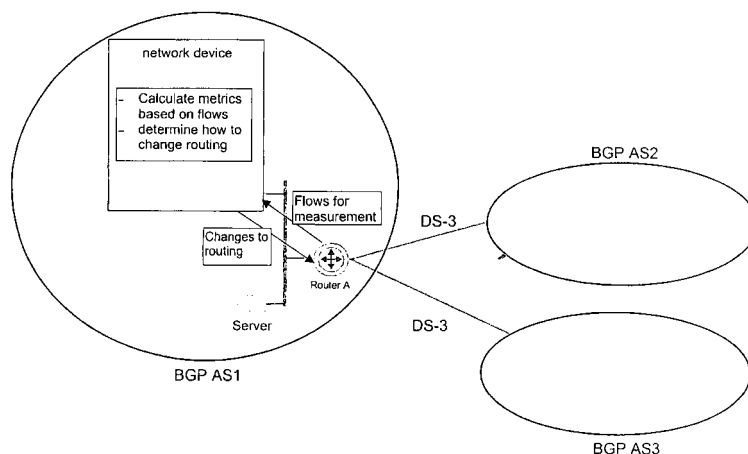 network device
- Calculate metrics
based on flows
- determine how to
change routing
Flows for
measurement
Changes to
routing
Router A
Server
BGP AS1
DS-3
DS-3
BGP AS2
BGP AS3